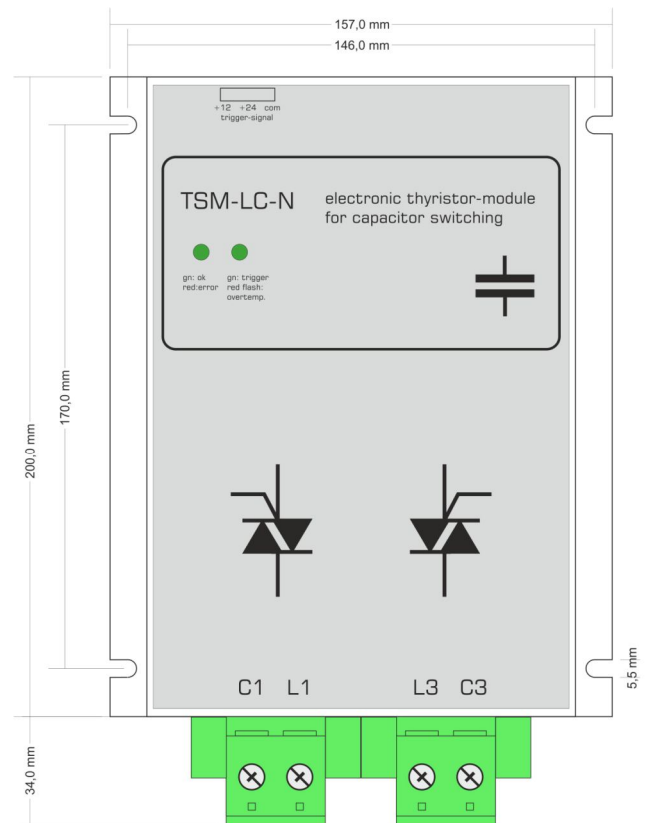 157,0 mm
146,0 mm
+12 +24 com
trigger-signal
TSM-LC-N
electronic thyristor-module
for capacitor switching
gn: ok
red:error
gn: trigger
red flash:
overtemp.
170,0 mm
200,0 mm
C1 L1
L3 C3
5,5 mm
34,0 mm